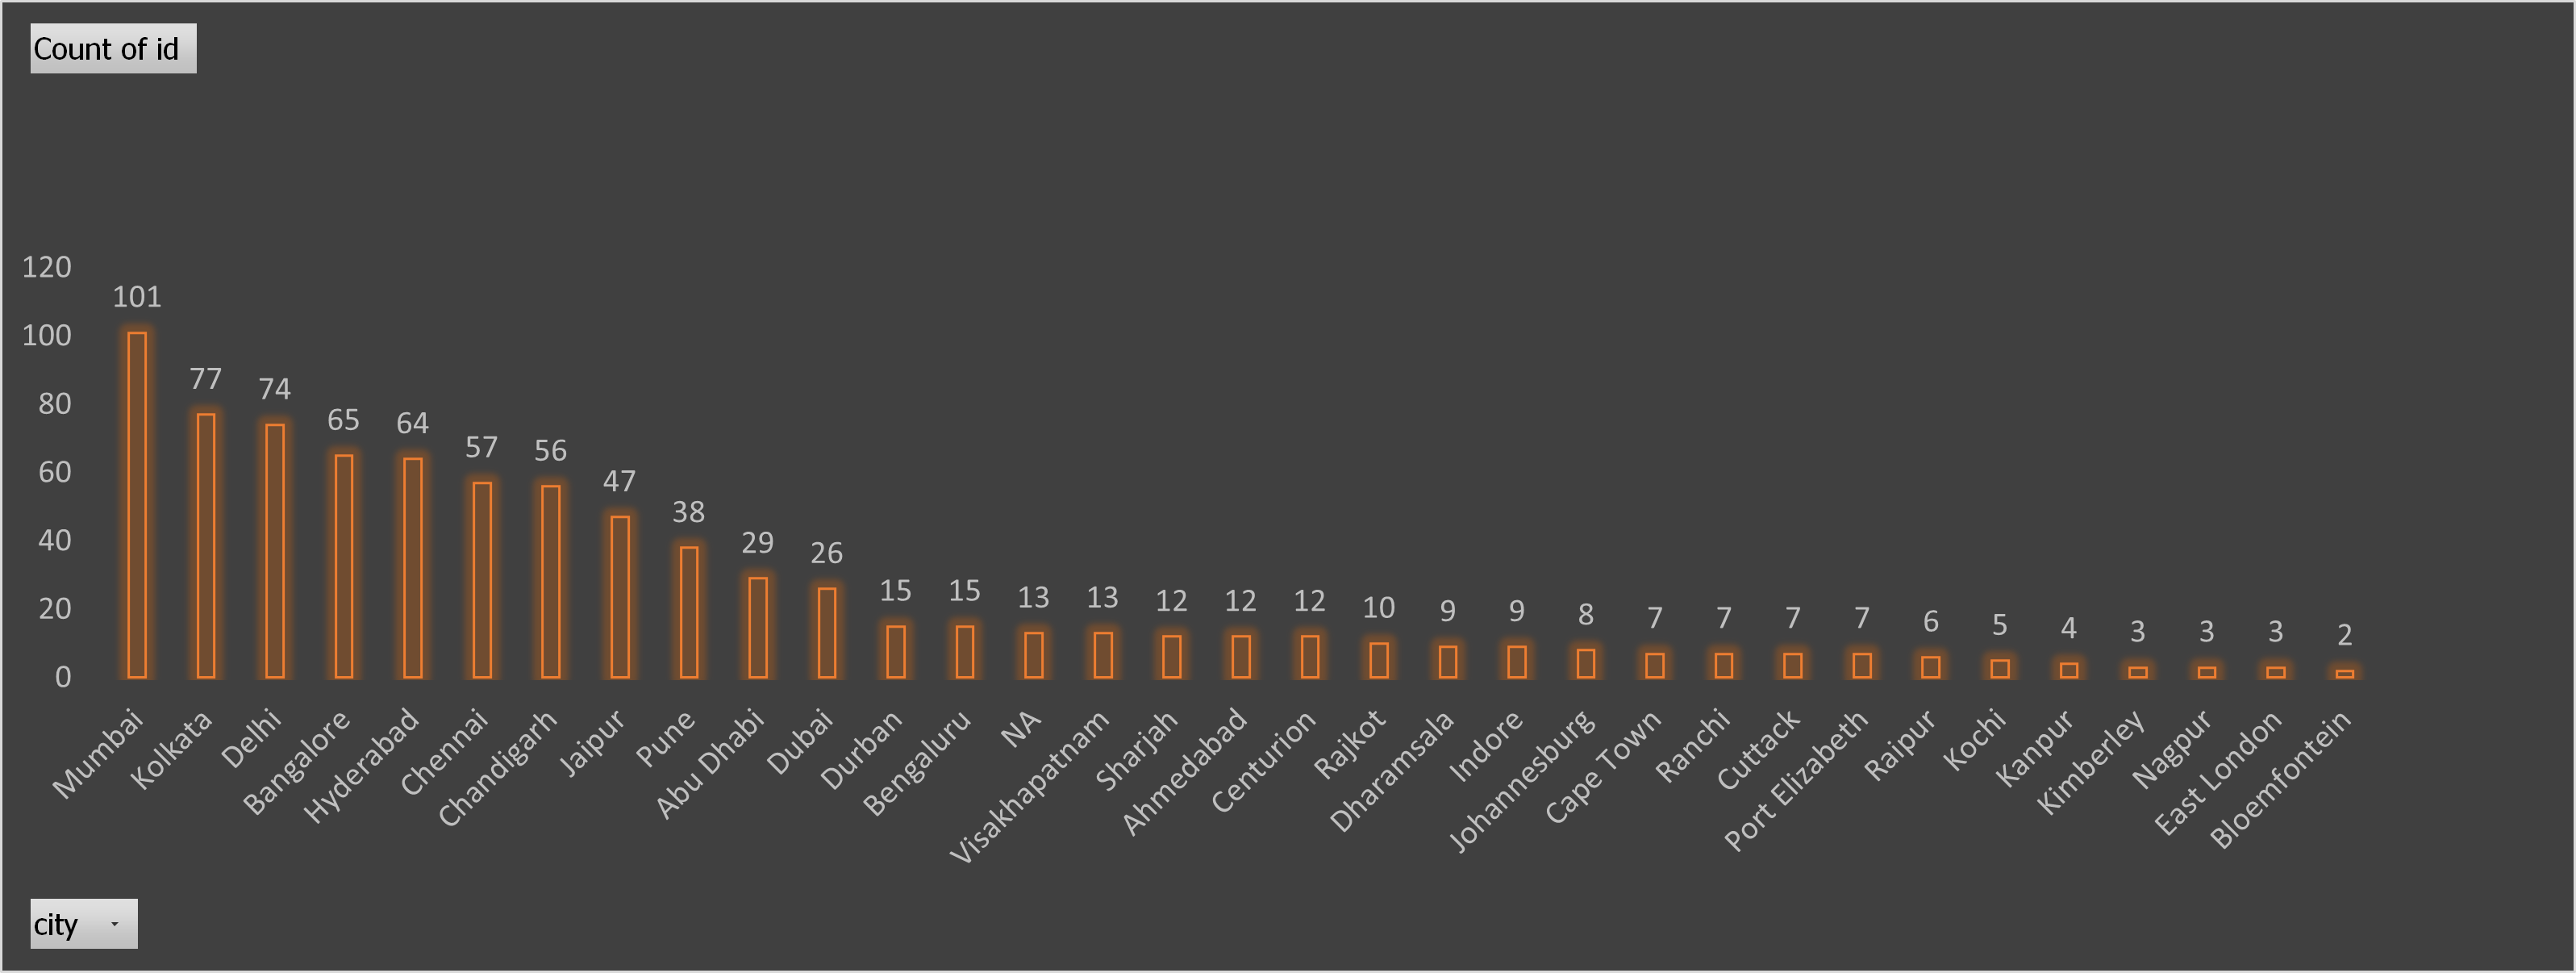 Count of id
120
100
80
60
40
20
0
101
77
74
65
64
57
56
47
38
29
26
15
15
13
13
12
12
12
10
9
9
8
7
7
7
7
6
5
4
3
3
3
2
Mumbai
Kolkata
Delhi
Bangalore
Hyderabad
Chennai
Chandigarh
Jaipur
Pune
Abu Dhabi
Dubai
Durban
Bengaluru
NA
Visakhapatnam
Sharjah
Ahmedabad
Centurion
Rajkot
Dharamsala
Indore
Johannesburg
Cape Town
Ranchi
Cuttack
Port Elizabeth
Raipur
Kochi
Kanpur
Kimberley
Nagpur
East London
Bloemfontein
city